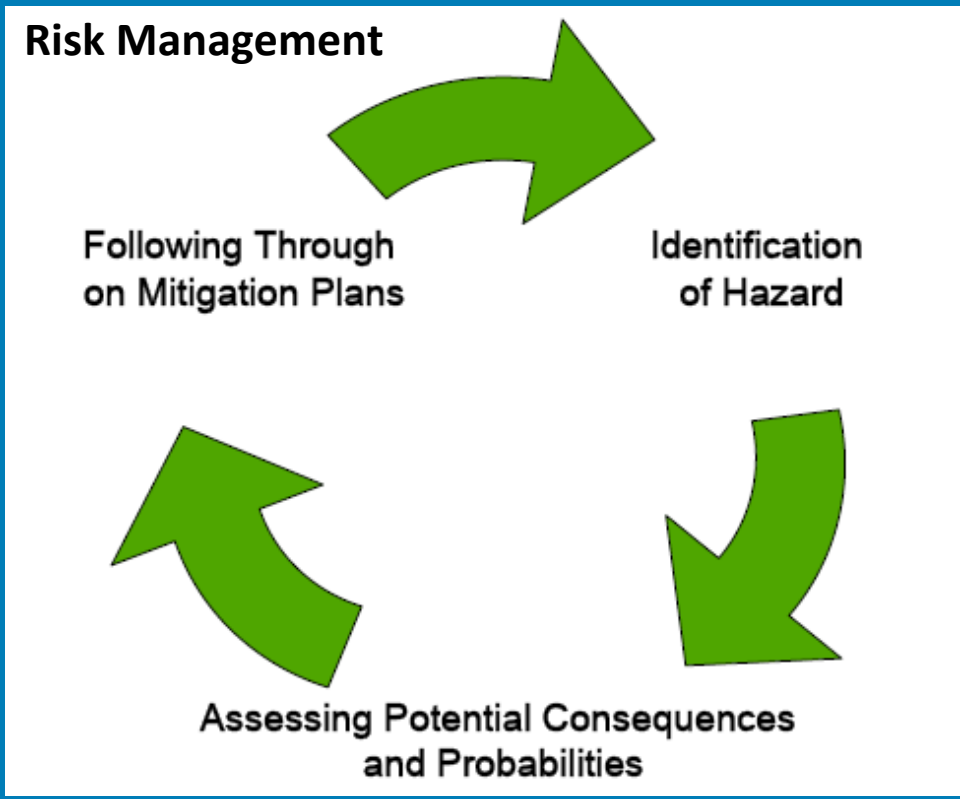 Risk Management
Following Through
on Mitigation Plans
Identification
of Hazard
Assessing Potential Consequences
and Probabilities